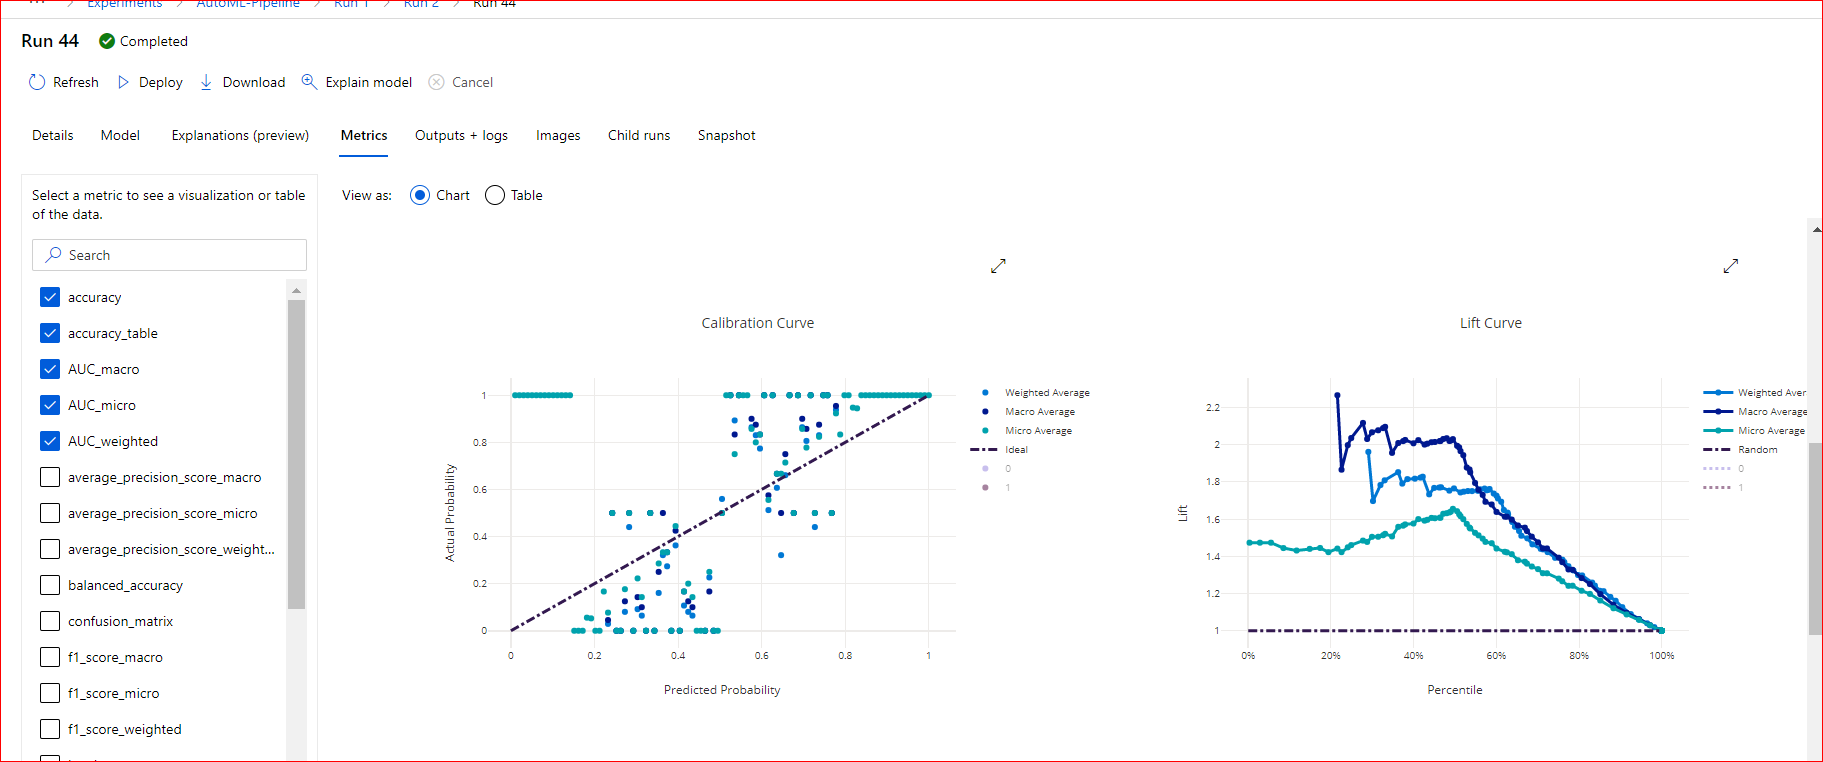 Experiments > AutoML-Pipeline > Run 1 > Run 2 > Run 44
Run 44 Completed
Refresh Deploy Download Explain model Cancel
Details Model Explanations (preview) Metrics Outputs + logs Images Child runs Snapshot
Select a metric to see a visualization or table
of the data.
Search
accuracy
accuracy_table
AUC_macro
AUC_micro
AUC_weighted
average_precision_score_macro
average_precision_score_micro
average_precision_score_weight...
balanced_accuracy
confusion_matrix
f1_score_macro
f1_score_micro
f1_score_weighted
View as: Chart Table
Calibration Curve
1
0.8
0.6
0.4
0.2
0
Actual Probability
0 0.2 0.4 0.6 0.8 1
Predicted Probability
Weighted Average
Macro Average
Micro Average
Ideal
0
1
Lift Curve
2.2
2
1.8
1.6
1.4
1.2
1
Lift
0% 20% 40% 60% 80% 100%
Percentile
Weighted Aver
Macro Average
Micro Average
Random
0
1